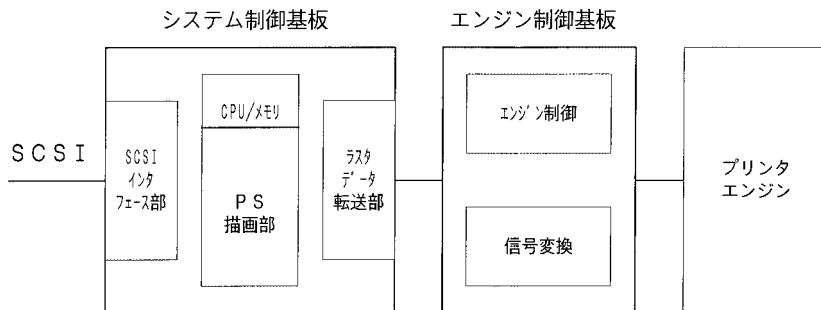 システム制御基板
エンジン制御基板
SCSI
SCSI
インタ
フェース部
CPU/メモリ
PS
描画部
ラスタ
データ
転送部
エンジン制御
信号変換
プリンタ
エンジン